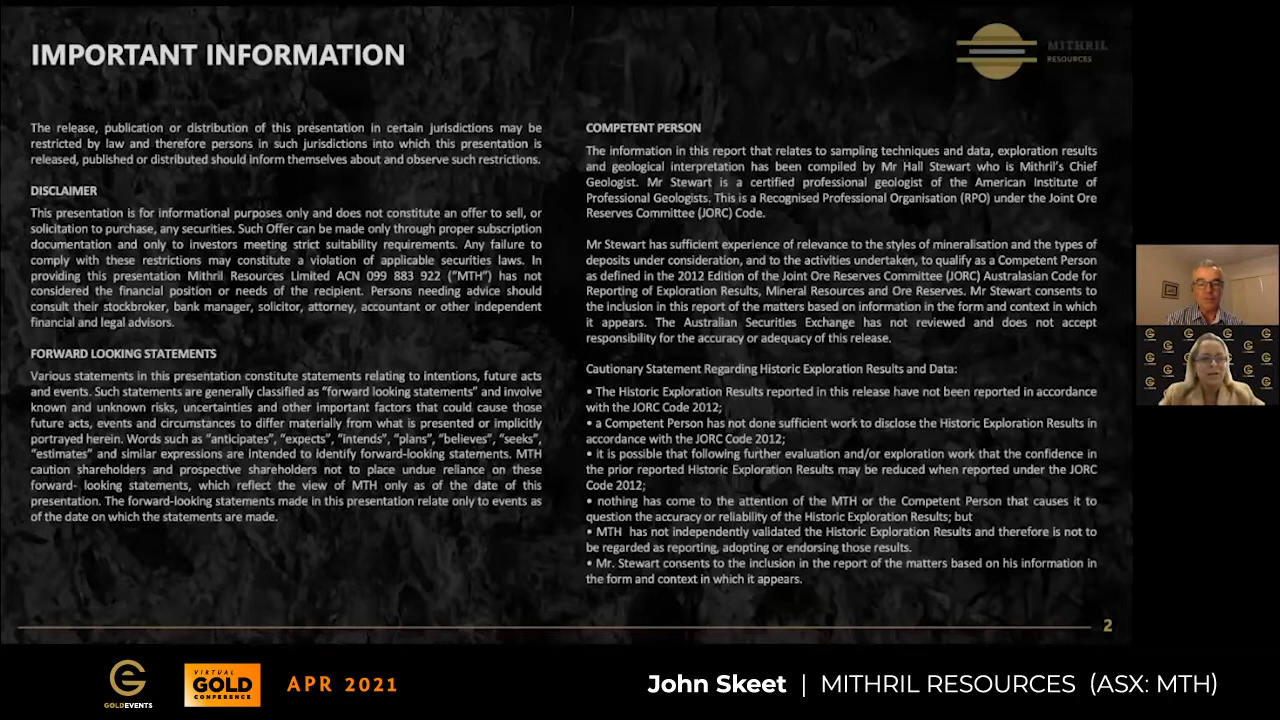 IMPORTANT INFORMATION
MITHRIL
RESOURCES
The release, publication or distribution of this presentation in certain jurisdictions may be
restricted by law and therefore persons in such jurisdictions into which this presentation is
released, published or distributed should inform themselves about and observe such restrictions.
DISCLAIMER
This presentation is for informational purposes only and does not constitute an offer to sell, or
solicitation to purchase, any securities. Such Offer can be made only through proper subscription
documentation and only to investors meeting strict suitability requirements. Any failure to
comply with these restrictions may constitute a violation of applicable securities laws. In
providing this presentation Mithril Resources Limited ACN 099 883 922 (“MTH”) has not
considered the financial position or needs of the recipient. Persons needing advice should
consult their stockbroker, bank manager, solicitor, attorney, accountant or other independent
financial and legal advisors.
FORWARD LOOKING STATEMENTS
Various statements in this presentation constitute statements relating to intentions, future acts
and events. Such statements are generally classified as “forward looking statements” and involve
known and unknown risks, uncertainties and other important factors that could cause those
future acts, events and circumstances to differ materially from what is presented or implicitly
portrayed herein. Words such as “anticipates”, “expects”, “intends”, “plans”, “believes”, “seeks”,
“estimates” and similar expressions are intended to identify forward-looking statements. MTH
caution shareholders and prospective shareholders not to place undue reliance on these
forward- looking statements, which reflect the view of MTH only as of the date of this
presentation. The forward-looking statements made in this presentation relate only to events as
of the date on which the statements are made.
COMPETENT PERSON
The information in this report that relates to sampling techniques and data, exploration results
and geological interpretation has been compiled by Mr Hall Stewart who is Mithril’s Chief
Geologist. Mr Stewart is a certified professional geologist of the American Institute of
Professional Geologists. This is a Recognised Professional Organisation (RPO) under the Joint Ore
Reserves Committee (JORC) Code.
Mr Stewart has sufficient experience of relevance to the styles of mineralisation and the types of
deposits under consideration, and to the activities undertaken, to qualify as a Competent Person
as defined in the 2012 Edition of the Joint Ore Reserves Committee (JORC) Australasian Code for
Reporting of Exploration Results, Mineral Resources and Ore Reserves. Mr Stewart consents to
the inclusion in this report of the matters based on information in the form and context in which
it appears. The Australian Securities Exchange has not reviewed and does not accept
responsibility for the accuracy or adequacy of this release.
Cautionary Statement Regarding Historic Exploration Results and Data:
• The Historic Exploration Results reported in this release have not been reported in accordance
with the JORC Code 2012;
• a Competent Person has not done sufficient work to disclose the Historic Exploration Results in
accordance with the JORC Code 2012;
• it is possible that following further evaluation and/or exploration work that the confidence in
the prior reported Historic Exploration Results may be reduced when reported under the JORC
Code 2012;
• nothing has come to the attention of the MTH or the Competent Person that causes it to
question the accuracy or reliability of the Historic Exploration Results; but
• MTH has not independently validated the Historic Exploration Results and therefore is not to
be regarded as reporting, adopting or endorsing those results.
• Mr. Stewart consents to the inclusion in the report of the matters based on his information in
the form and context in which it appears.
2
GOLDEVENTS
VIRTUAL
GOLD
CONFERENCE
APR 2021
John Skeet | MITHRIL RESOURCES (ASX: MTH)